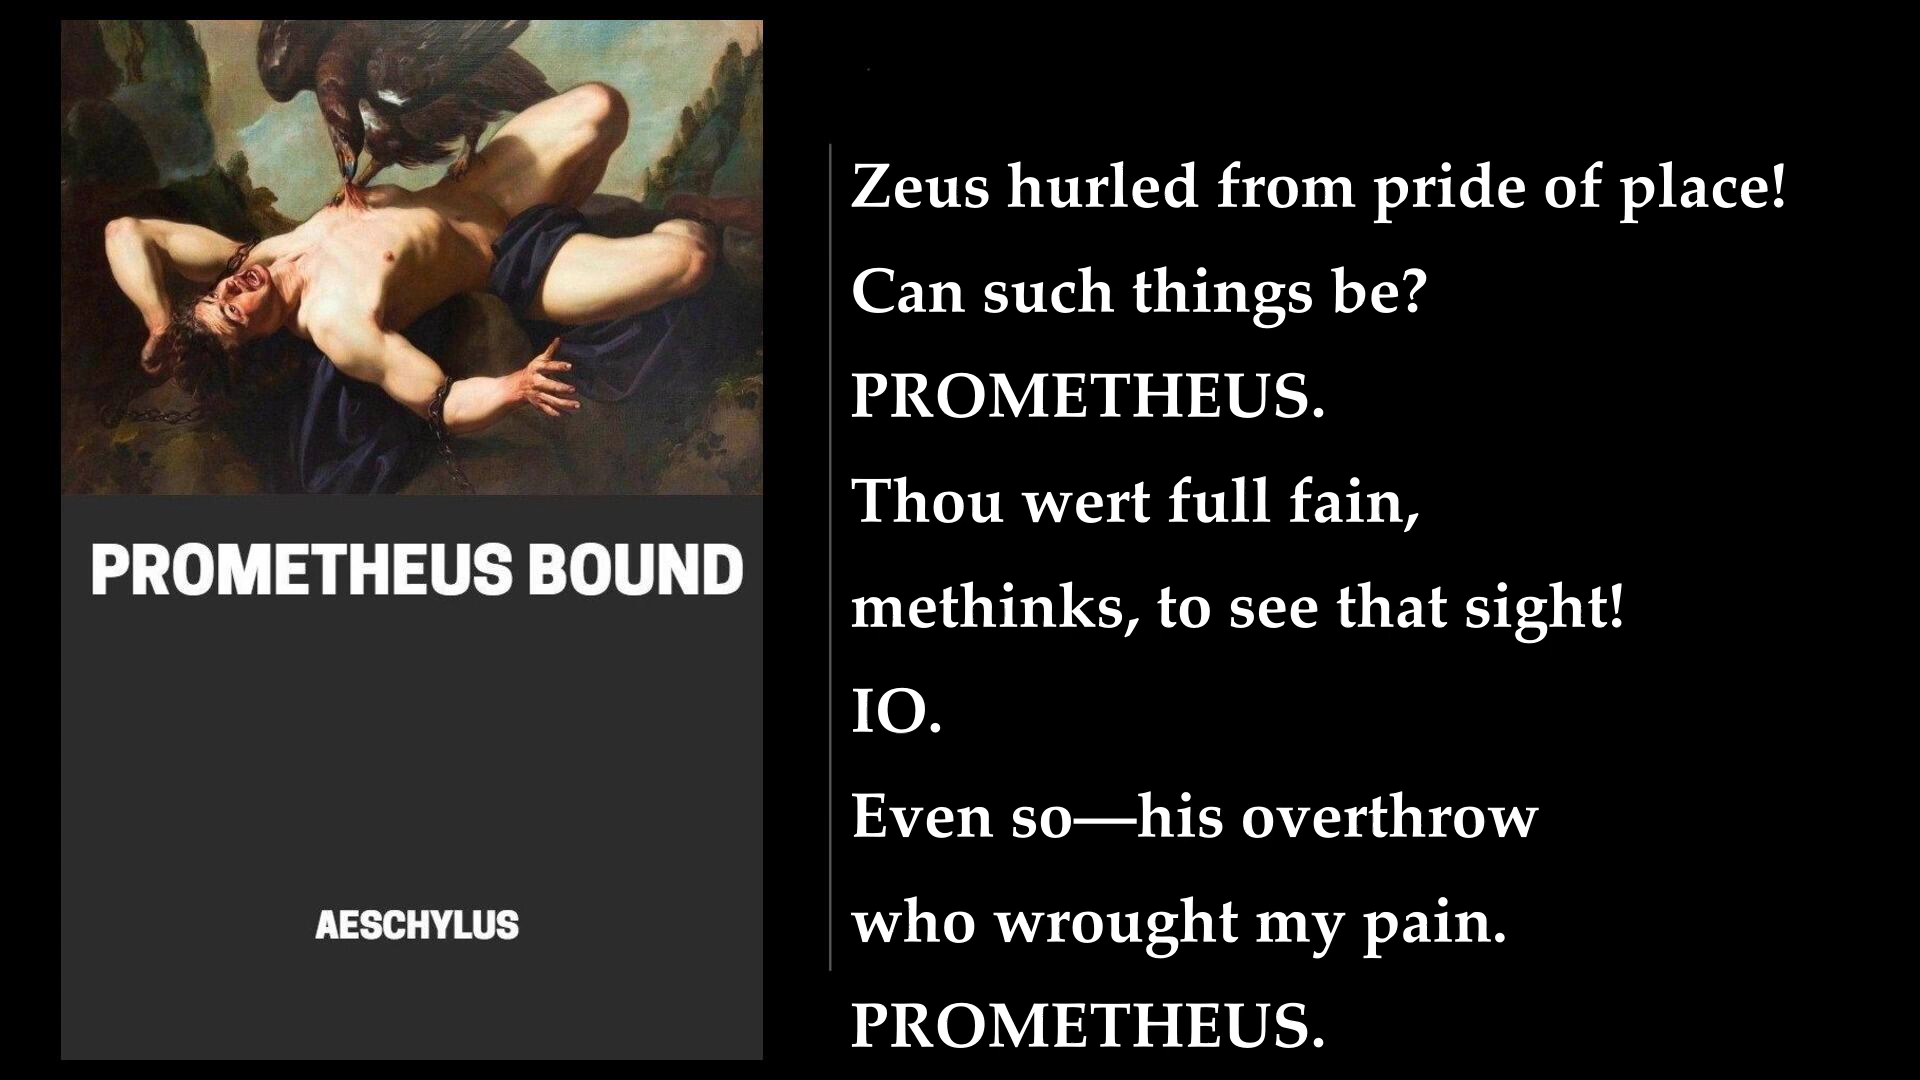 PROMETHEUS BOUND
AESCHYLUS
Zeus hurled from pride of place!
Can such things be?
PROMETHEUS.
Thou wert full fain,
methinks, to see that sight!
IO.
Even so—his overthrow
who wrought my pain.
PROMETHEUS.